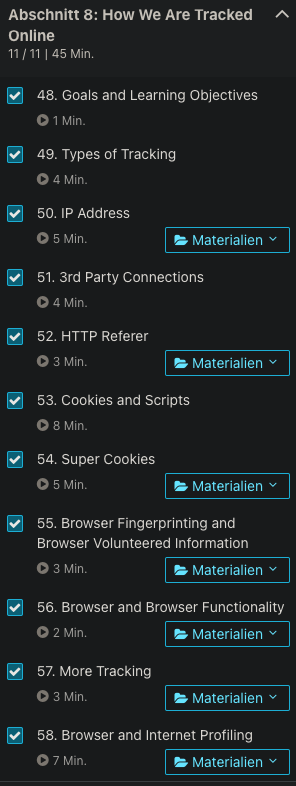 Abschnitt 8: How We Are Tracked
Online
11 / 11 | 45 Min.
48. Goals and Learning Objectives
1 Min.
49. Types of Tracking
4 Min.
50. IP Address
5 Min.
Materialien
51. 3rd Party Connections
4 Min.
52. HTTP Referer
3 Min.
Materialien
53. Cookies and Scripts
8 Min.
54. Super Cookies
5 Min.
Materialien
55. Browser Fingerprinting and
Browser Volunteered Information
3 Min.
Materialien
56. Browser and Browser Functionality
2 Min.
Materialien
57. More Tracking
3 Min.
Materialien
58. Browser and Internet Profiling
7 Min.
Materialien